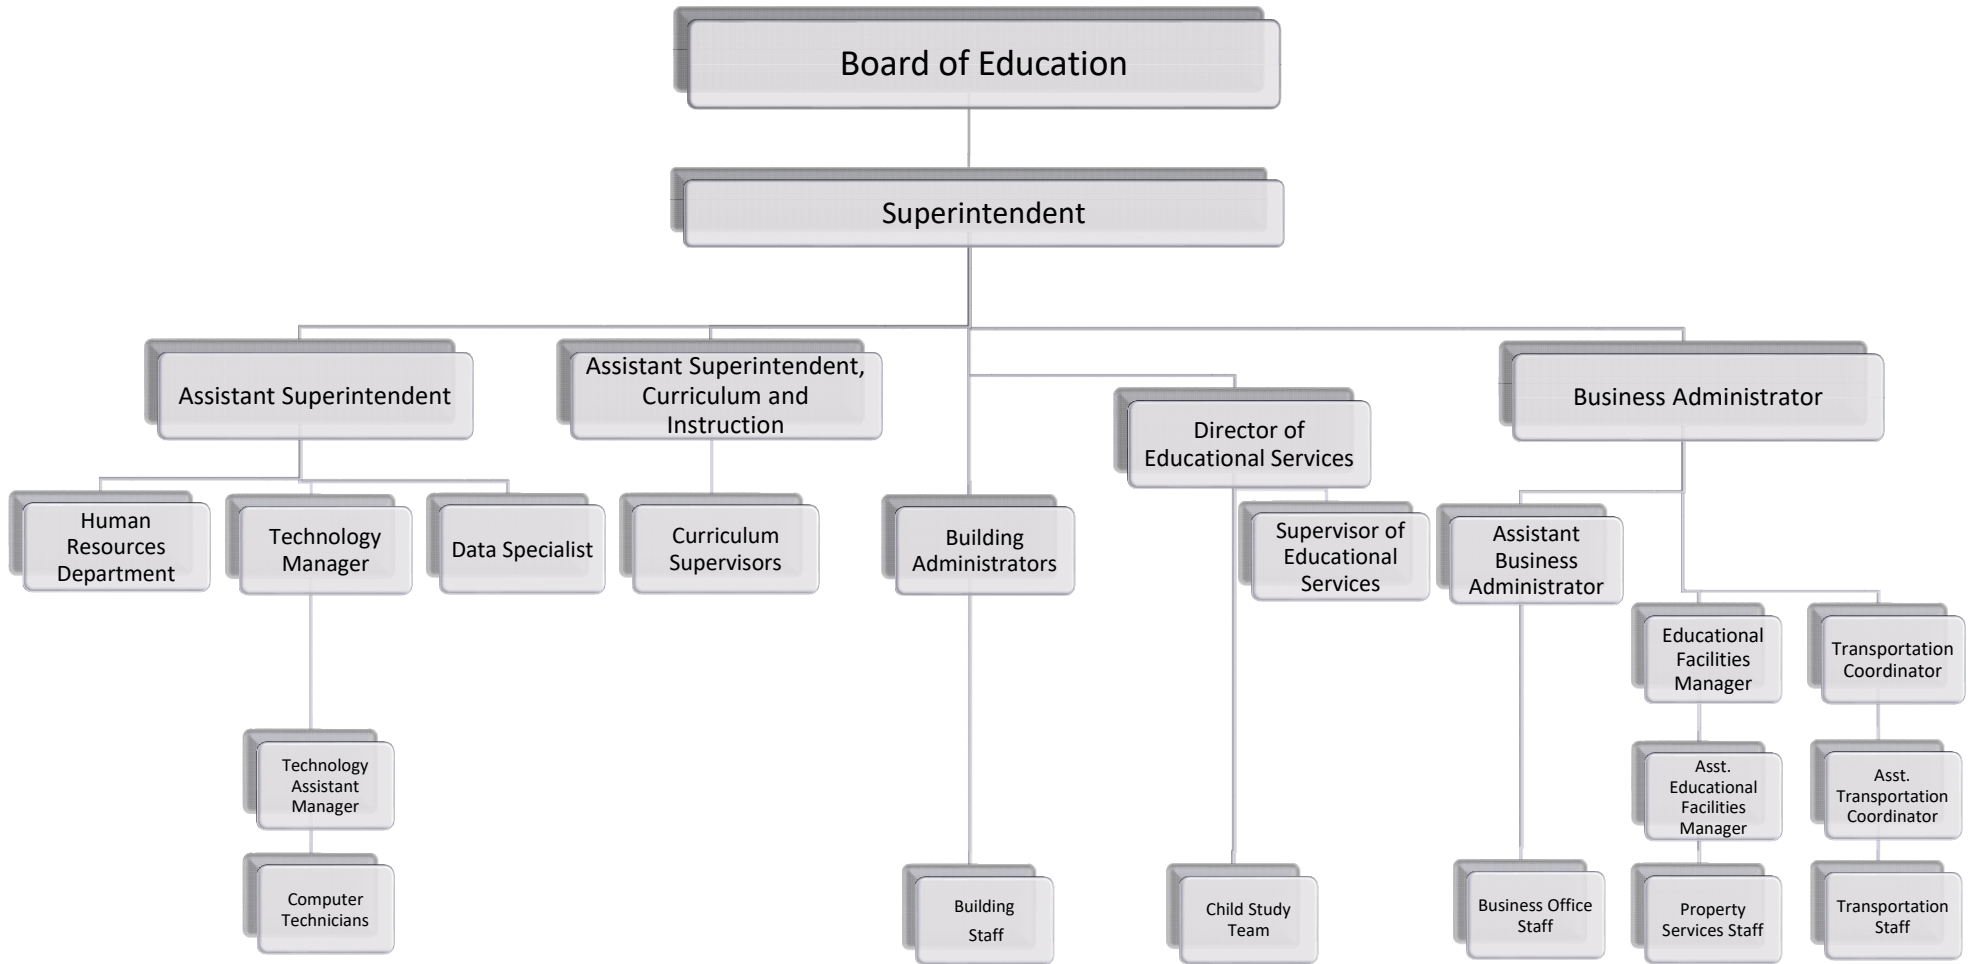 Board of Education
Superintendent
Assistant Superintendent
Assistant Superintendent,
Curriculum and
Instruction
Director of
Educational Services
Business Administrator
Human
Resources
Department
Technology
Manager
Data Specialist
Curriculum
Supervisors
Building
Administrators
Supervisor of
Educational
Services
Assistant
Business
Administrator
Educational
Facilities
Manager
Transportation
Coordinator
Technology
Assistant
Manager
Asst.
Educational
Facilities
Manager
Asst.
Transportation
Coordinator
Computer
Technicians
Building
Staff
Child Study
Team
Business Office
Staff
Property
Services Staff
Transportation
Staff